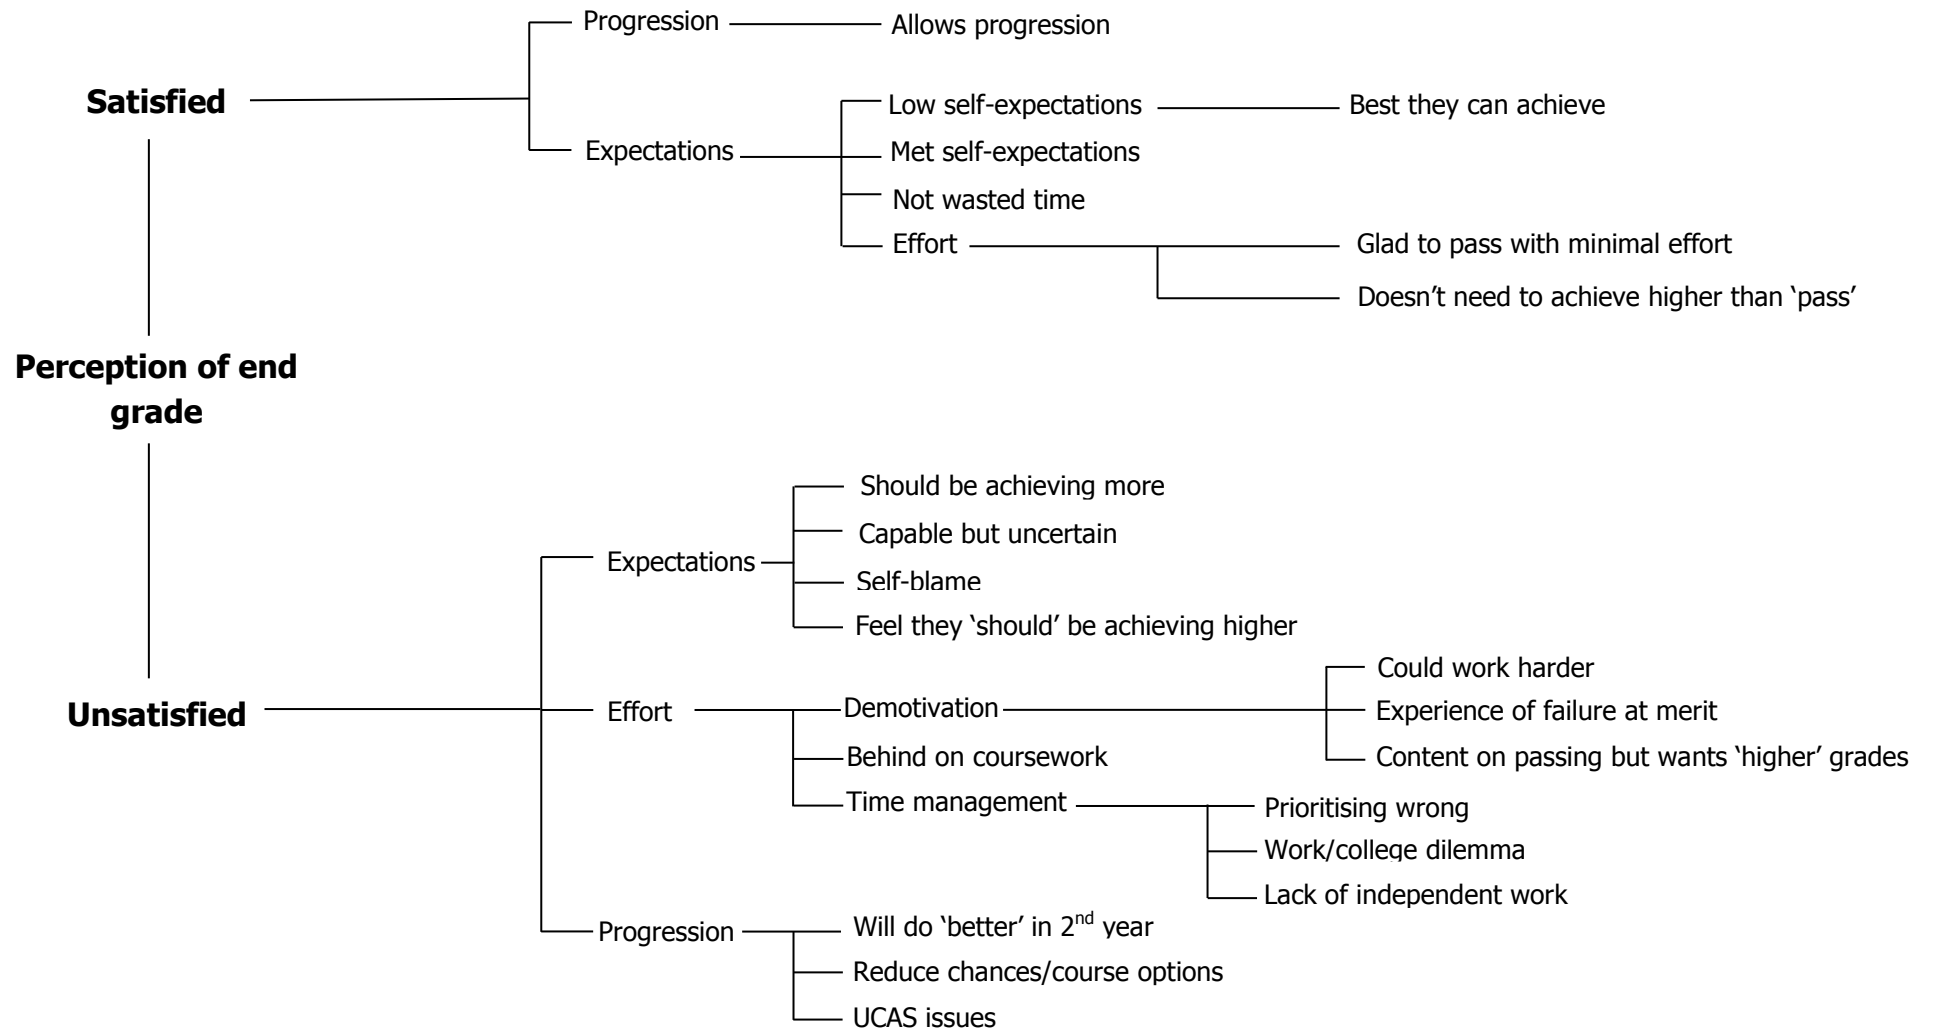 Progression
Allows progression
Satisfied
Low self-expectations
Best they can achieve
Expectations
Met self-expectations
Not wasted time
Effort
Glad to pass with minimal effort
Doesn’t need to achieve higher than ‘pass’
Perception of end
grade
Should be achieving more
Capable but uncertain
Expectations
Self-blame
Feel they ‘should’ be achieving higher
Could work harder
Unsatisfied
Effort
Demotivation
Experience of failure at merit
Behind on coursework
Content on passing but wants ‘higher’ grades
Time management
Prioritising wrong
Work/college dilemma
Lack of independent work
Progression
Will do ‘better’ in 2nd year
Reduce chances/course options
UCAS issues